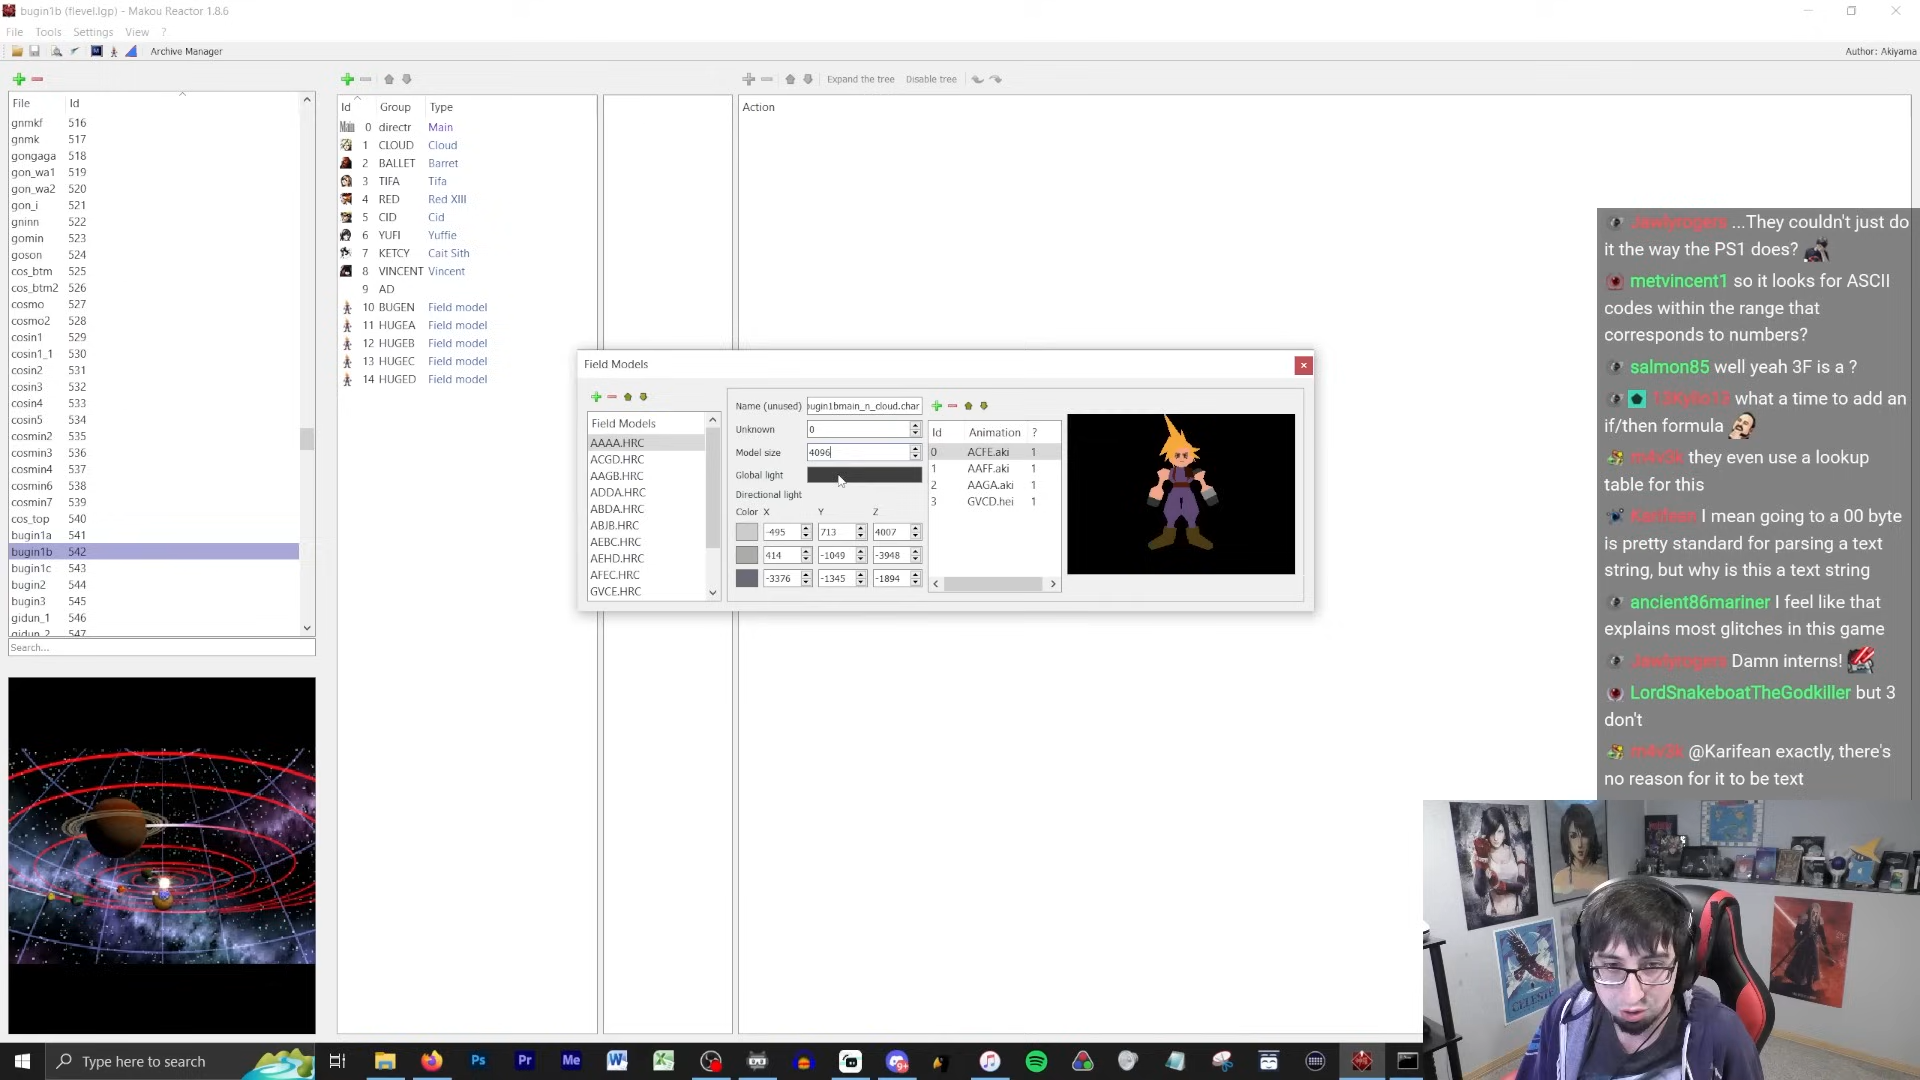 bugin1b (flevel.lgp) - Makou Reactor 1.8.6
File Tools Settings View ?
Archive Manager
Author: Akiyama
Expand the tree Disable tree
File Id
gnmkf 516
gnmk 517
gongaga 518
gon_wa1 519
gon_wa2 520
gon_i 521
gninn 522
gomin 523
goson 524
cos_btm 525
cos_btm2 526
cosmo 527
cosmo2 528
cosin1 529
cosin1_1 530
cosin2 531
cosin3 532
cosin4 533
cosin5 534
cosmin2 535
cosmin3 536
cosmin4 537
cosmin6 538
cosmin7 539
cos_top 540
bugin1a 541
bugin1b 542
bugin1c 543
bugin2 544
bugin3 545
gidun_1 546
gidun_2 547
Search...
Id Group Type
Main 0 directr Main
1 CLOUD Cloud
2 BALLET Barret
3 TIFA Tifa
4 RED Red XIII
5 CID Cid
6 YUFI Yuffie
7 KETCY Cait Sith
8 VINCENT Vincent
9 AD
10 BUGEN Field model
11 HUGEA Field model
12 HUGEB Field model
13 HUGEC Field model
14 HUGED Field model
Action
Field Models
Field Models
AAAA.HRC
ACGD.HRC
AAGB.HRC
ADDA.HRC
ABDA.HRC
ABJB.HRC
AEBC.HRC
AEHD.HRC
AFEC.HRC
GVCE.HRC
Name (unused) bugin1bmain_n_cloud.char
Unknown 0
Model size 4096
Global light
Directional light
Color X Y Z
-495 713 4007
414 -1049 -3948
-3376 -1345 -1894
Id Animation ?
0 ACFE.aki 1
1 AAFF.aki 1
2 AAGA.aki 1
3 GVCD.hei 1
Jawlyrogers ...They couldn't just do
it the way the PS1 does?
metvincent1 so it looks for ASCII
codes within the range that
corresponds to numbers?
salmon85 well yeah 3F is a ?
what a time to add an
if/then formula
they even use a lookup
table for this
Karifean I mean going to a 00 byte
is pretty standard for parsing a text
string, but why is this a text string
ancient86mariner I feel like that
explains most glitches in this game
Jawlyrogers Damn interns!
LordSnakeboatTheGodkiller but 3
don't
@Karifean exactly, there's
no reason for it to be text
CELESTE
Type here to search
Ps Pr Me W X
9+